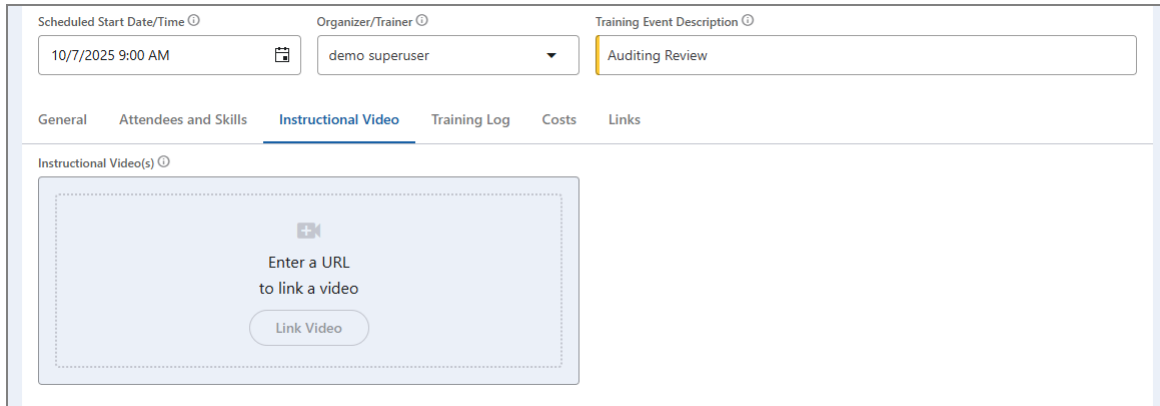 Scheduled Start Date/Time
Organizer/Trainer
Training Event Description
10/7/2025 9:00 AM
demo superuser
Auditing Review
General Attendees and Skills Instructional Video Training Log Costs Links
Instructional Video(s)
Enter a URL
to link a video
Link Video